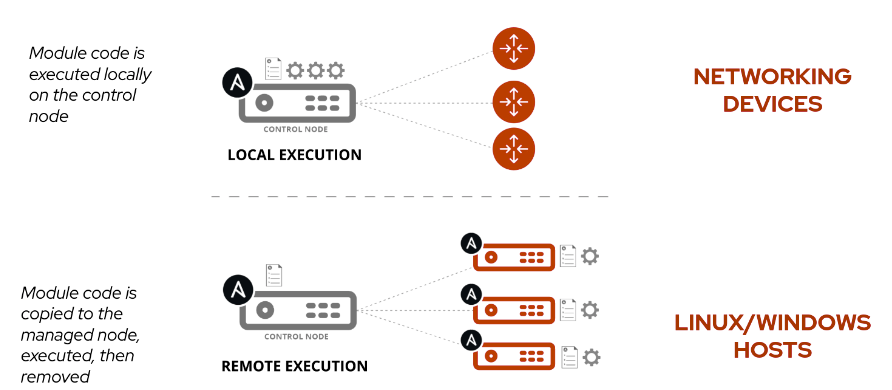 Module code is
executed locally
on the control
node
CONTROL NODE
LOCAL EXECUTION
NETWORKING
DEVICES
Module code is
copied to the
managed node,
executed, then
removed
CONTROL NODE
REMOTE EXECUTION
LINUX/WINDOWS
HOSTS